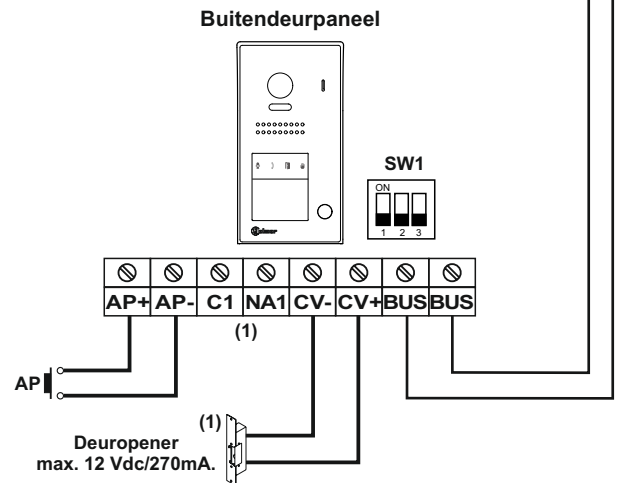 Buitendeurpaneel
Golmar
SW1
ON
1 2 3
AP+ AP- C1 NA1 CV- CV+ BUS BUS
(1)
AP
(1)
Deuropener
max. 12 Vdc/270mA.